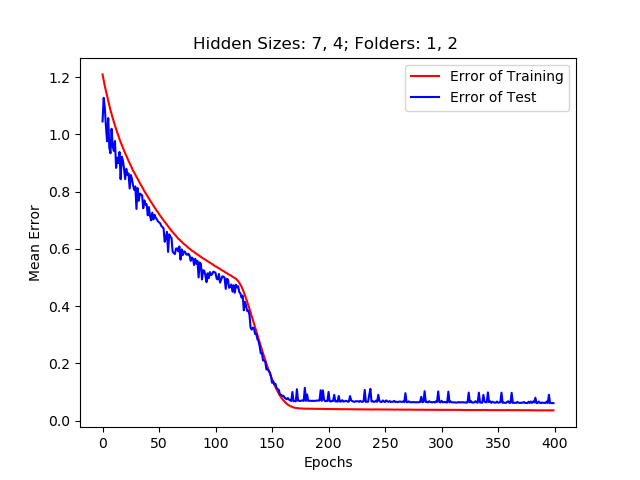 Hidden Sizes: 7, 4; Folders: 1, 2
Error of Training
Error of Test
Mean Error
1.2
1.0
0.8
0.6
0.4
0.2
0.0
0 50 100 150 200 250 300 350 400
Epochs